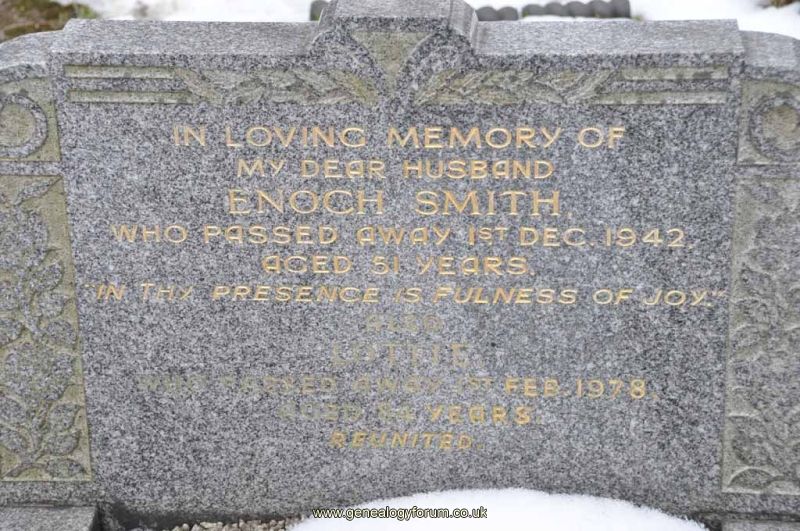 IN LOVING MEMORY OF
MY DEAR HUSBAND
ENOCH SMITH,
WHO PASSED AWAY 1ST DEC. 1942,
AGED 51 YEARS.
"IN THY PRESENCE IS FULNESS OF JOY."
ALSO
LOTTIE
WHO PASSED AWAY 1ST FEB. 1978,
AGED 84 YEARS.
REUNITED.
www.genealogyforum.co.uk